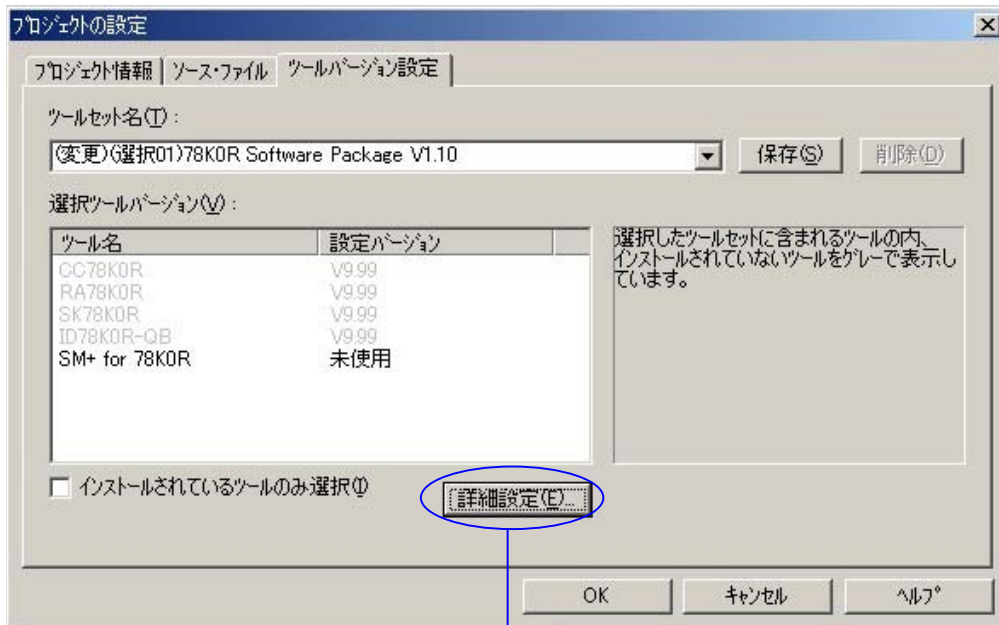 プロジェクトの設定
プロジェクト情報 ソース・ファイル ツールバージョン設定
ツールセット名(T):
(変更)(選択01)78K0R Software Package V1.10 保存(S) 削除(D)
選択ツールバージョン(V):
ツール名 設定バージョン
CC78K0R V9.99
RA78K0R V9.99
SK78K0R V9.99
ID78K0R-QB V9.99
SM+ for 78K0R 未使用
選択したツールセットに含まれるツールの内、
インストールされていないツールをグレーで表示し
ています。
インストールされているツールのみ選択(I) 詳細設定(E)...
OK キャンセル ヘルプ